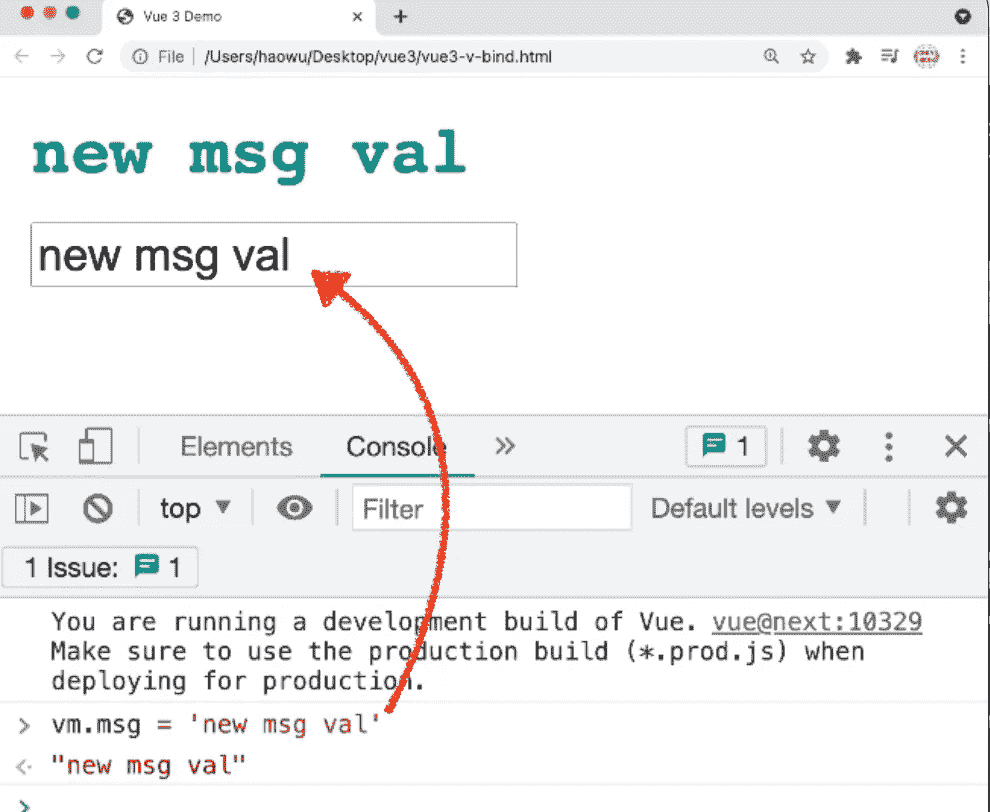 Vue 3 Demo
File /Users/haowu/Desktop/vue3/vue3-v-bind.html
new msg val
new msg val
Elements Console 1
top Filter Default levels
1 Issue: 1
You are running a development build of Vue. vue@next:10329
Make sure to use the production build (*.prod.js) when
deploying for production.
vm.msg = 'new msg val'
"new msg val"